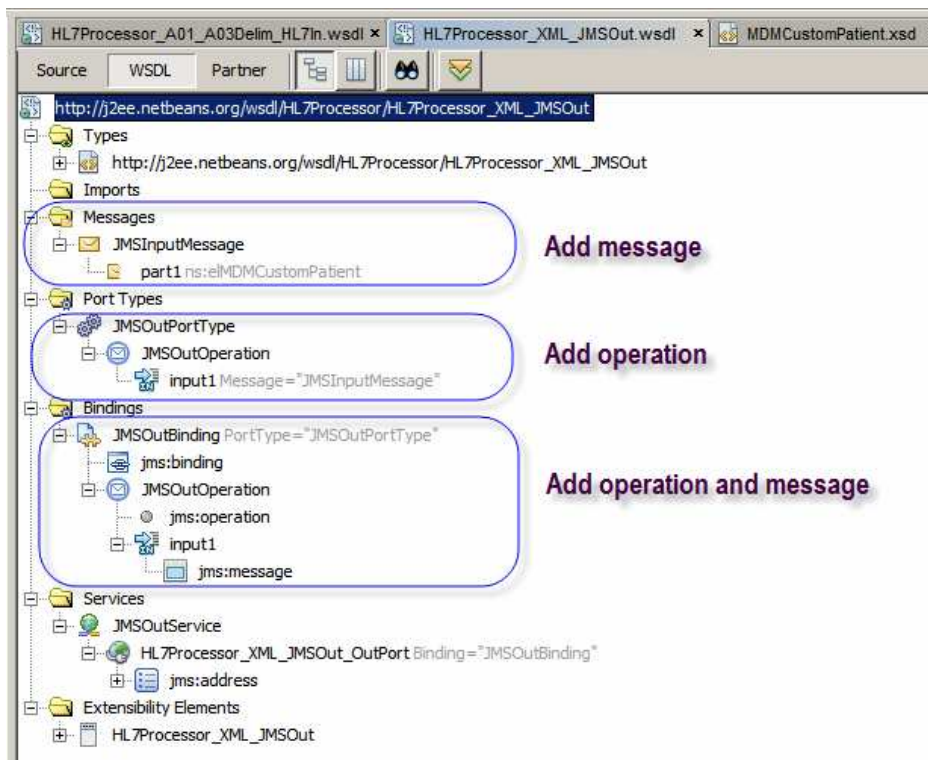 HL7Processor_A01_A03Delim_HL7In.wsdl × HL7Processor_XML_JMSOut.wsdl × MDMCustomPatient.xsd
Source WSDL Partner
http://j2ee.netbeans.org/wsdl/HL7Processor/HL7Processor_XML_JMSOut
Types
http://j2ee.netbeans.org/wsdl/HL7Processor/HL7Processor_XML_JMSOut
Imports
Messages
JMSInputMessage
Add message
part1 ns:elMDMCustomPatient
Port Types
JMSOutPortType
JMSOutOperation
Add operation
input1 Message="JMSInputMessage"
Bindings
JMSOutBinding PortType="JMSOutPortType"
jms:binding
JMSOutOperation
Add operation and message
jms:operation
input1
jms:message
Services
JMSOutService
HL7Processor_XML_JMSOut_OutPort Binding="JMSOutBinding"
jms:address
Extensibility Elements
HL7Processor_XML_JMSOut